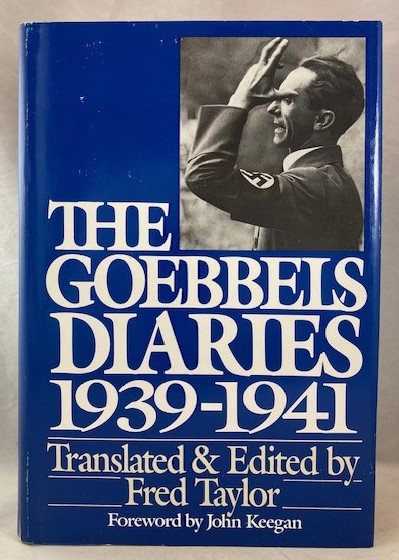 THE
GOEBBELS
DIARIES
1939-1941
Translated & Edited by
Fred Taylor
Foreword by John Keegan